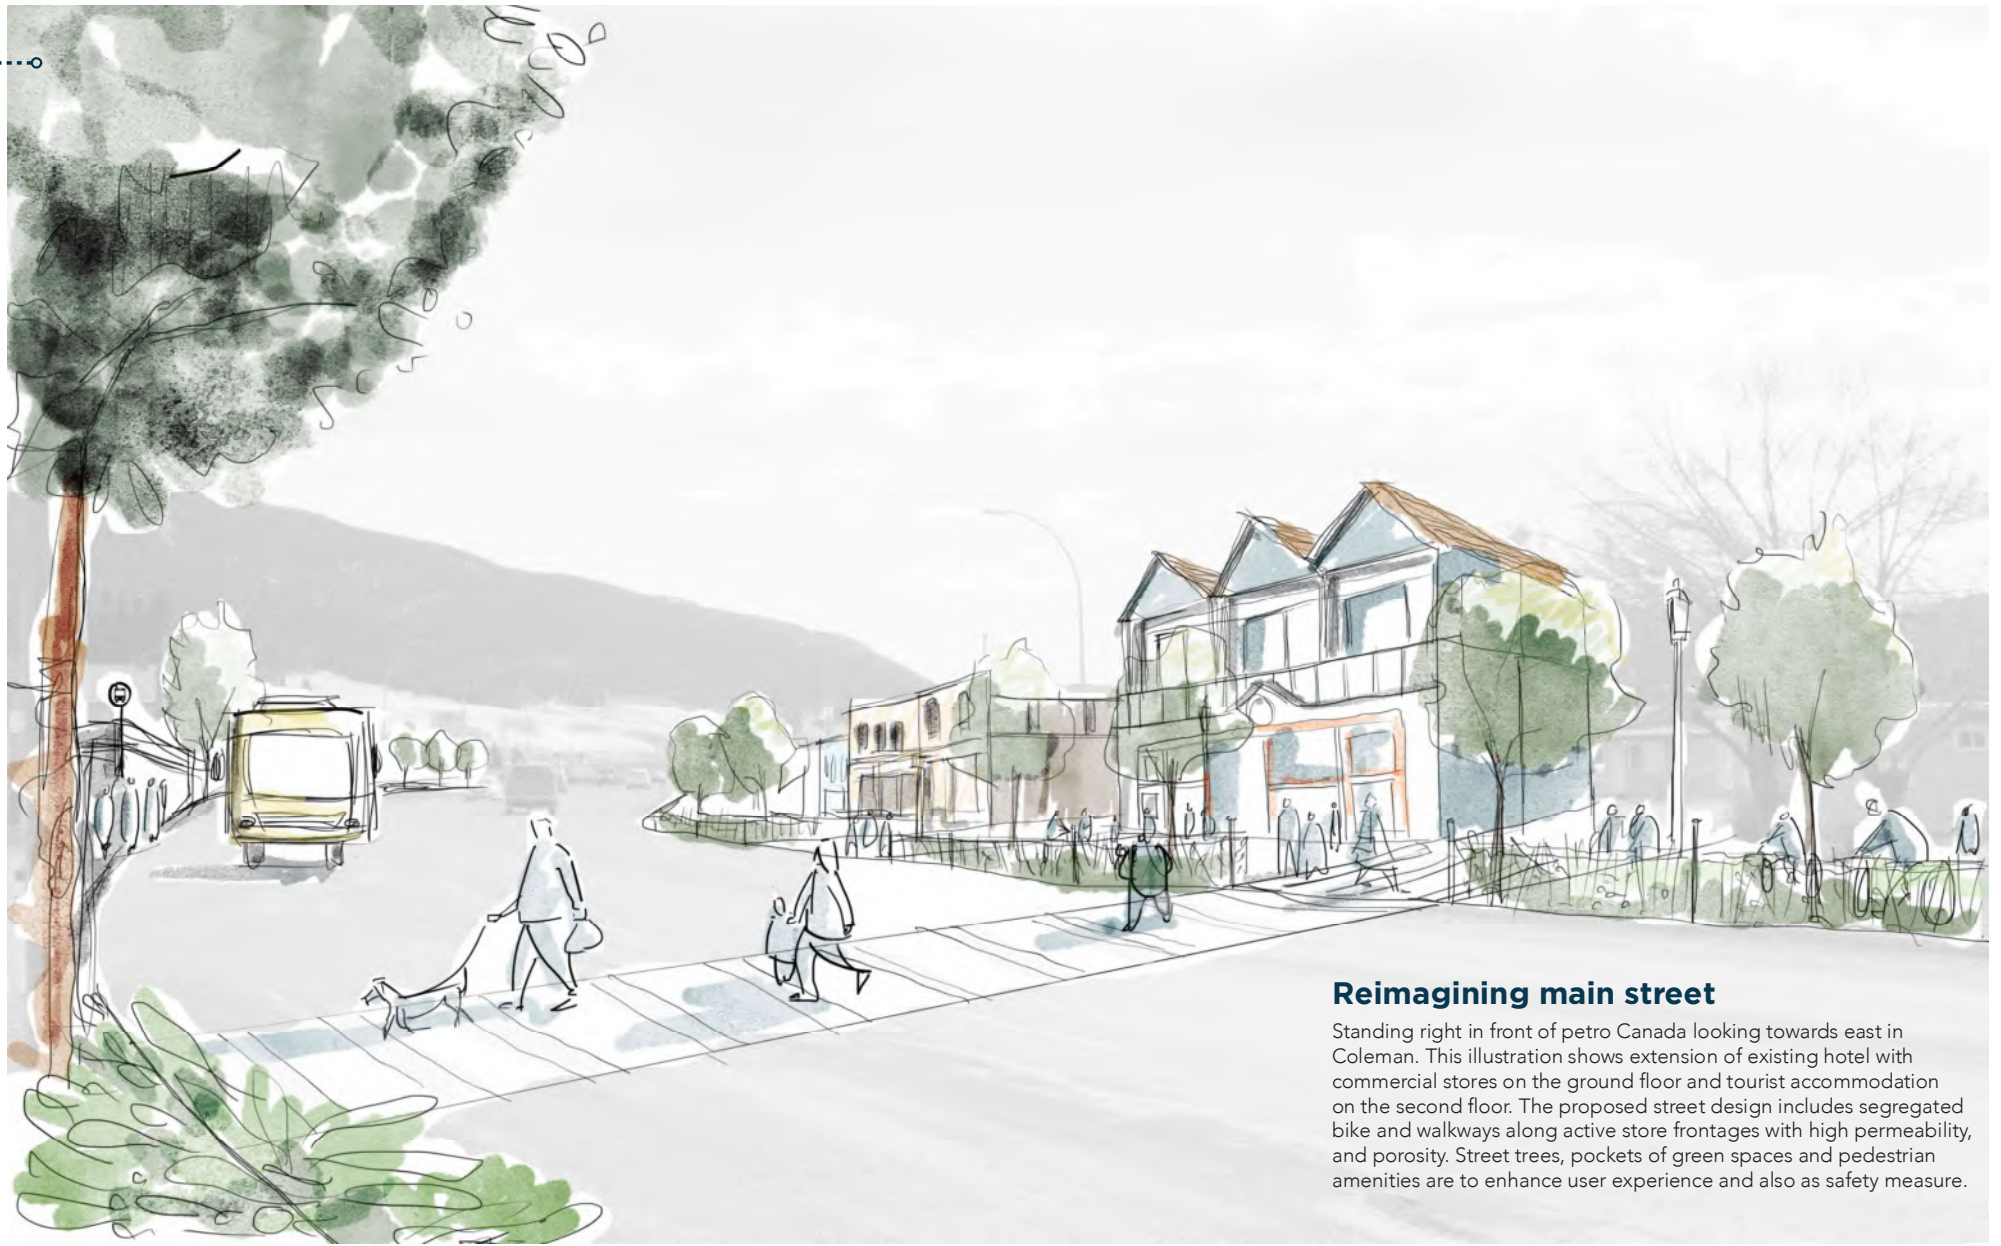 Reimagining main street
Standing right in front of petro Canada looking towards east in
Coleman. This illustration shows extension of existing hotel with
commercial stores on the ground floor and tourist accommodation
on the second floor. The proposed street design includes segregated
bike and walkways along active store frontages with high permeability,
and porosity. Street trees, pockets of green spaces and pedestrian
amenities are to enhance user experience and also as safety measure.